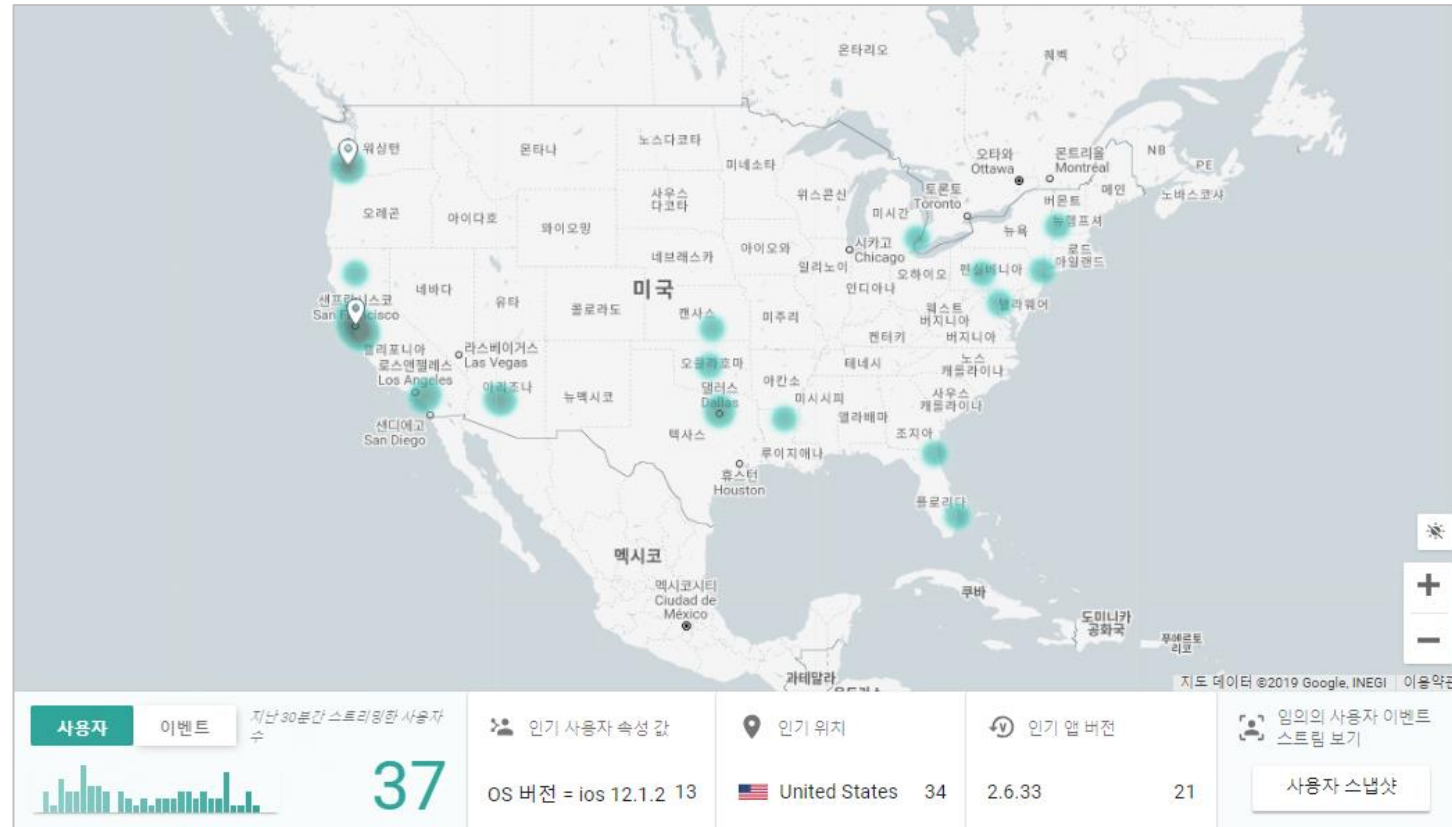 온타리오
퀘벡
워싱턴
몬타나
노스다코타
미네소타
오타와
Ottawa
몬트리올
Montréal
NB
PE
오레곤
아이다호
와이오밍
사우스
다코타
위스콘신
미시간
토론토
Toronto
버몬트
메인
노바스코샤
뉴햄프셔
뉴욕
로드
아일랜드
네브래스카
아이오와
시카고
Chicago
일리노이
인디아나
오하이오
펜실베니아
네바다
유타
콜로라도
미국
캔사스
미주리
웨스트
버지니아
델라웨어
샌프란시스코
San Francisco
켄터키
버지니아
캘리포니아
라스베이거스
Las Vegas
로스앤젤레스
Los Angeles
아리조나
뉴멕시코
오클라호마
아칸소
테네시
노스
캐롤라이나
댈러스
Dallas
미시시피
앨라배마
사우스
캐롤라이나
샌디에고
San Diego
텍사스
루이지애나
조지아
휴스턴
Houston
플로리다
멕시코
멕시코시티
Ciudad de
México
쿠바
도미니카
공화국
푸에르토
리코
과테말라
지도 데이터 ©2019 Google, INEGI
이용약관
사용자
이벤트
지난 30분간 스트리밍한 사용자
수
37
인기 사용자 속성 값
OS 버전 = ios 12.1.2 13
인기 위치
United States 34
인기 앱 버전
2.6.33 21
임의의 사용자 이벤트
스트림 보기
사용자 스냅샷